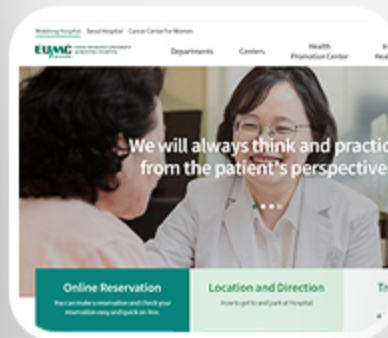 Mokdong Hospital Seoul Hospital Cancer Center for Women
EUMC
Departments Centers Health Promotion Center
We will always think and practic
from the patient's perspective
Online Reservation
You can make a reservation and check your
reservation easy and quick on-line.
Location and Direction
How to get to and park at Hospital